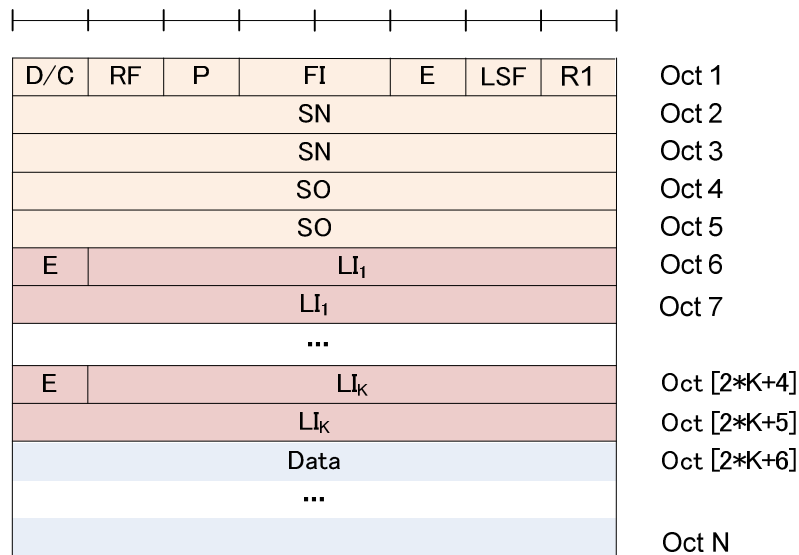 D/C RF P FI E LSF R1 Oct 1
SN Oct 2
SN Oct 3
SO Oct 4
SO Oct 5
E LI₁ Oct 6
LI₁ Oct 7
...
E LIK Oct [2*K+4]
LIK Oct [2*K+5]
Data Oct [2*K+6]
...
Oct N